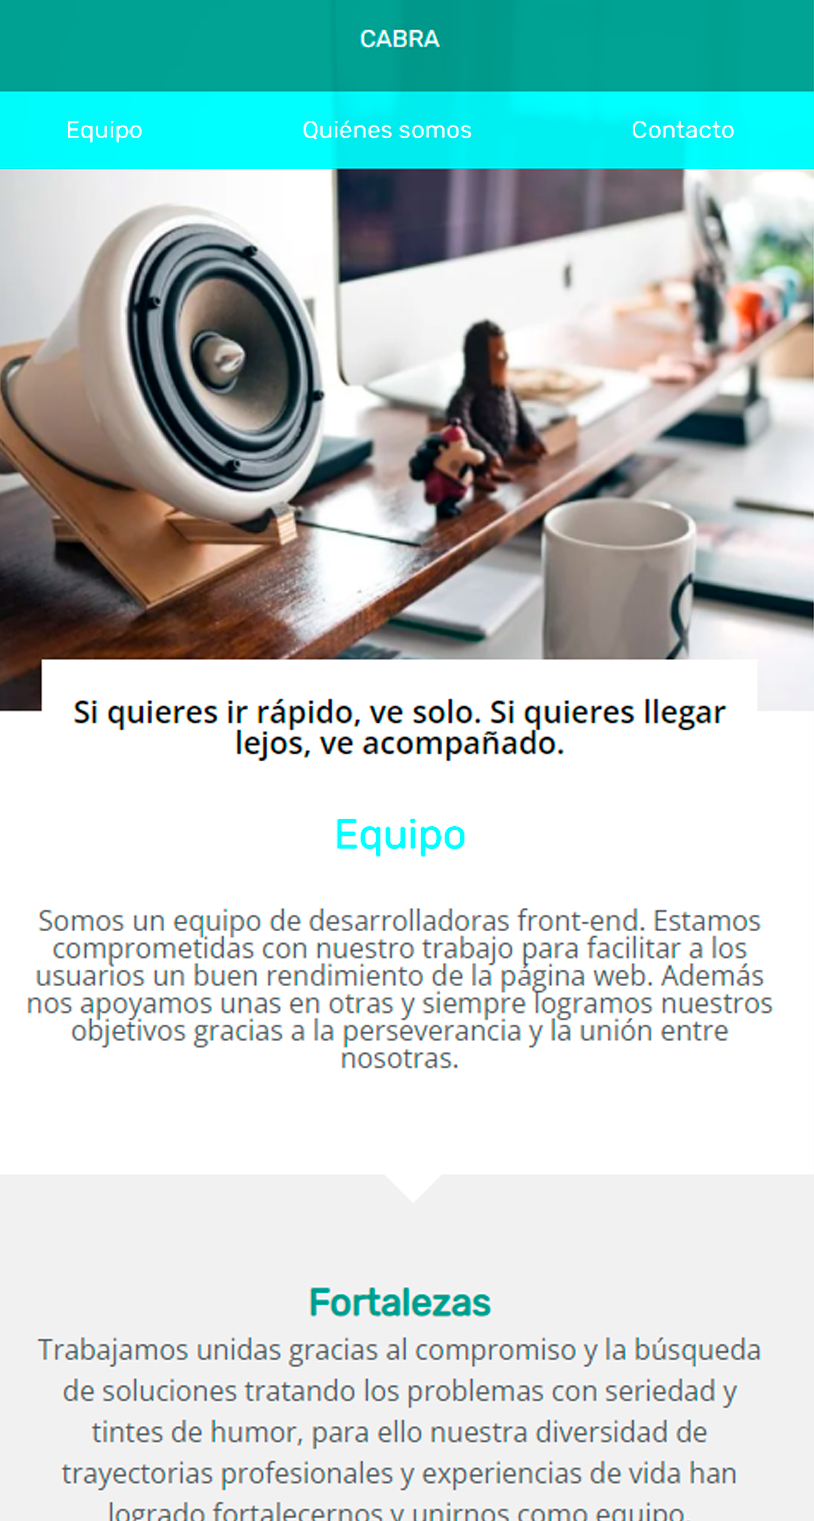 CABRA
Equipo Quiénes somos Contacto
Si quieres ir rápido, ve solo. Si quieres llegar
lejos, ve acompañado.
Equipo
Somos un equipo de desarrolladoras front-end. Estamos
comprometidas con nuestro trabajo para facilitar a los
usuarios un buen rendimiento de la página web. Además
nos apoyamos unas en otras y siempre logramos nuestros
objetivos gracias a la perseverancia y la unión entre
nosotras.
Fortalezas
Trabajamos unidas gracias al compromiso y la búsqueda
de soluciones tratando los problemas con seriedad y
tintes de humor, para ello nuestra diversidad de
trayectorias profesionales y experiencias de vida han
logrado fortalecernos y unirnos como equipo.